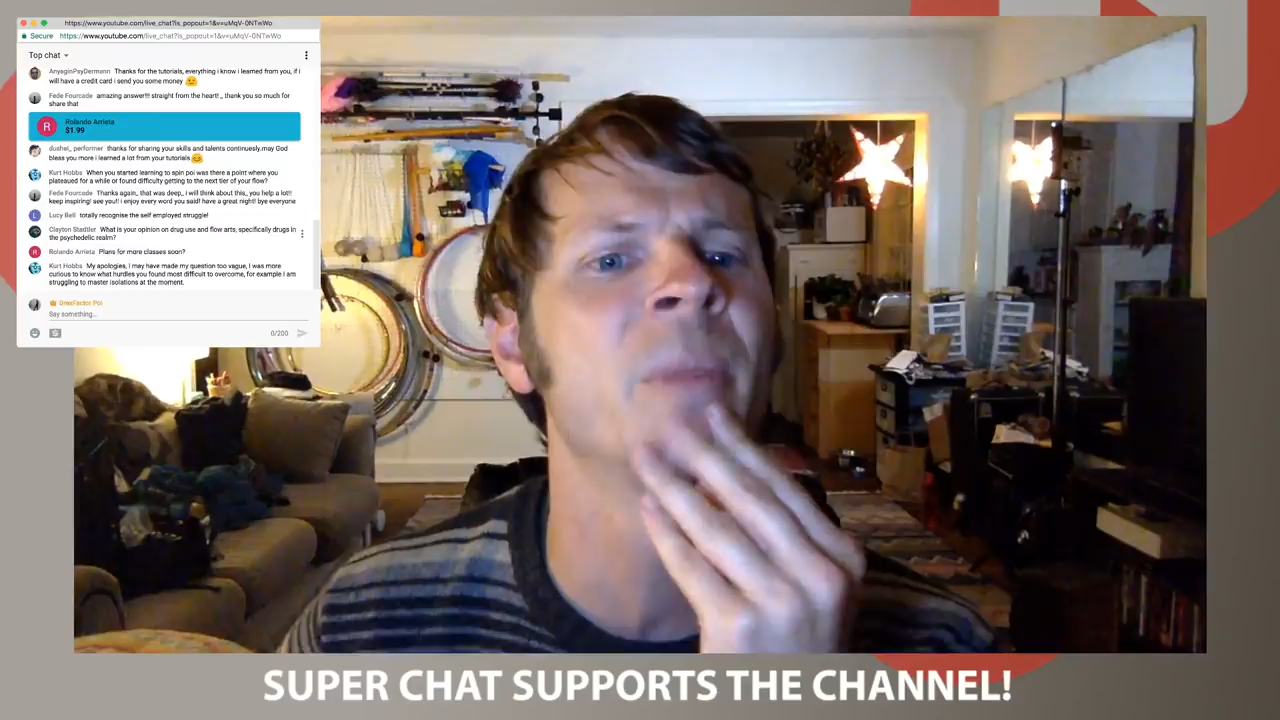 https://www.youtube.com/live_chat?is_popout=1&v=uMqV-0NTwWo
Secure https://www.youtube.com/live_chat?is_popout=1&v=uMqV-0NTwWo
Top chat
AnyaginPsyDermann Thanks for the tutorials, everything i know i learned from you, if i
will have a credit card i send you some money
Fede Fourcade amazing answer!!! straight from the heart!,, thank you so much for
share that
R Rolando Arrieta
$1.99
dushei_ performer thanks for sharing your skills and talents continuesly.may God
bless you more i learned a lot from your tutorials
Kurt Hobbs When you started learning to spin poi was there a point where you
plateaued for a while or found difficulty getting to the next tier of your flow?
Fede Fourcade Thanks again,, that was deep,, i will think about this,, you help a lot!!
keep inspiring! see you!! i enjoy every word you said! have a great night! bye everyone
L Lucy Bell totally recognise the self employed struggle!
Clayton Stadtler What is your opinion on drug use and flow arts, specifically drugs in
the psychedelic realm?
R Rolando Arrieta Plans for more classes soon?
Kurt Hobbs My apologies, i may have made my question too vague, I was more
curious to know what hurdles you found most difficult to overcome, for example I am
struggling to master isolations at the moment.
DrexFactor Poi
Say something...
0/200
SUPER CHAT SUPPORTS THE CHANNEL!